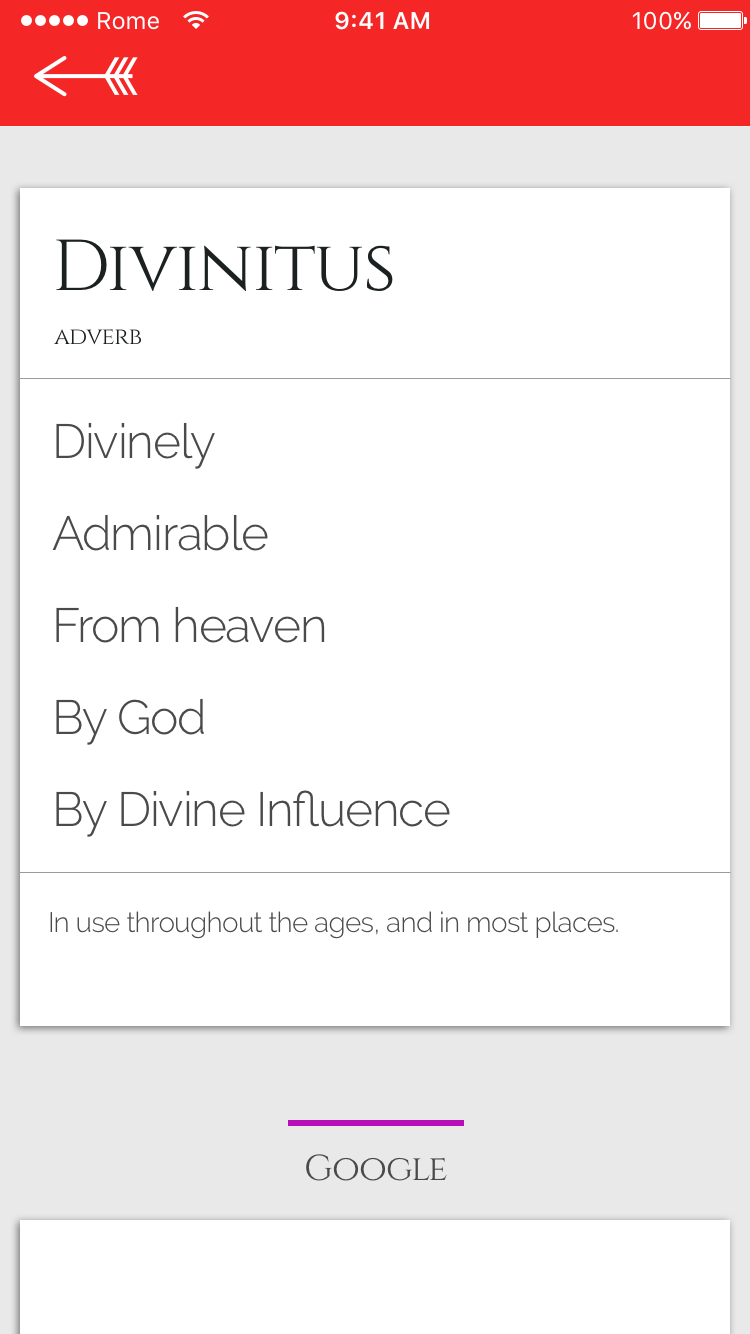 Rome 9:41 AM 100%
Divinitus
adverb
Divinely
Admirable
From heaven
By God
By Divine Influence
In use throughout the ages, and in most places.
Google